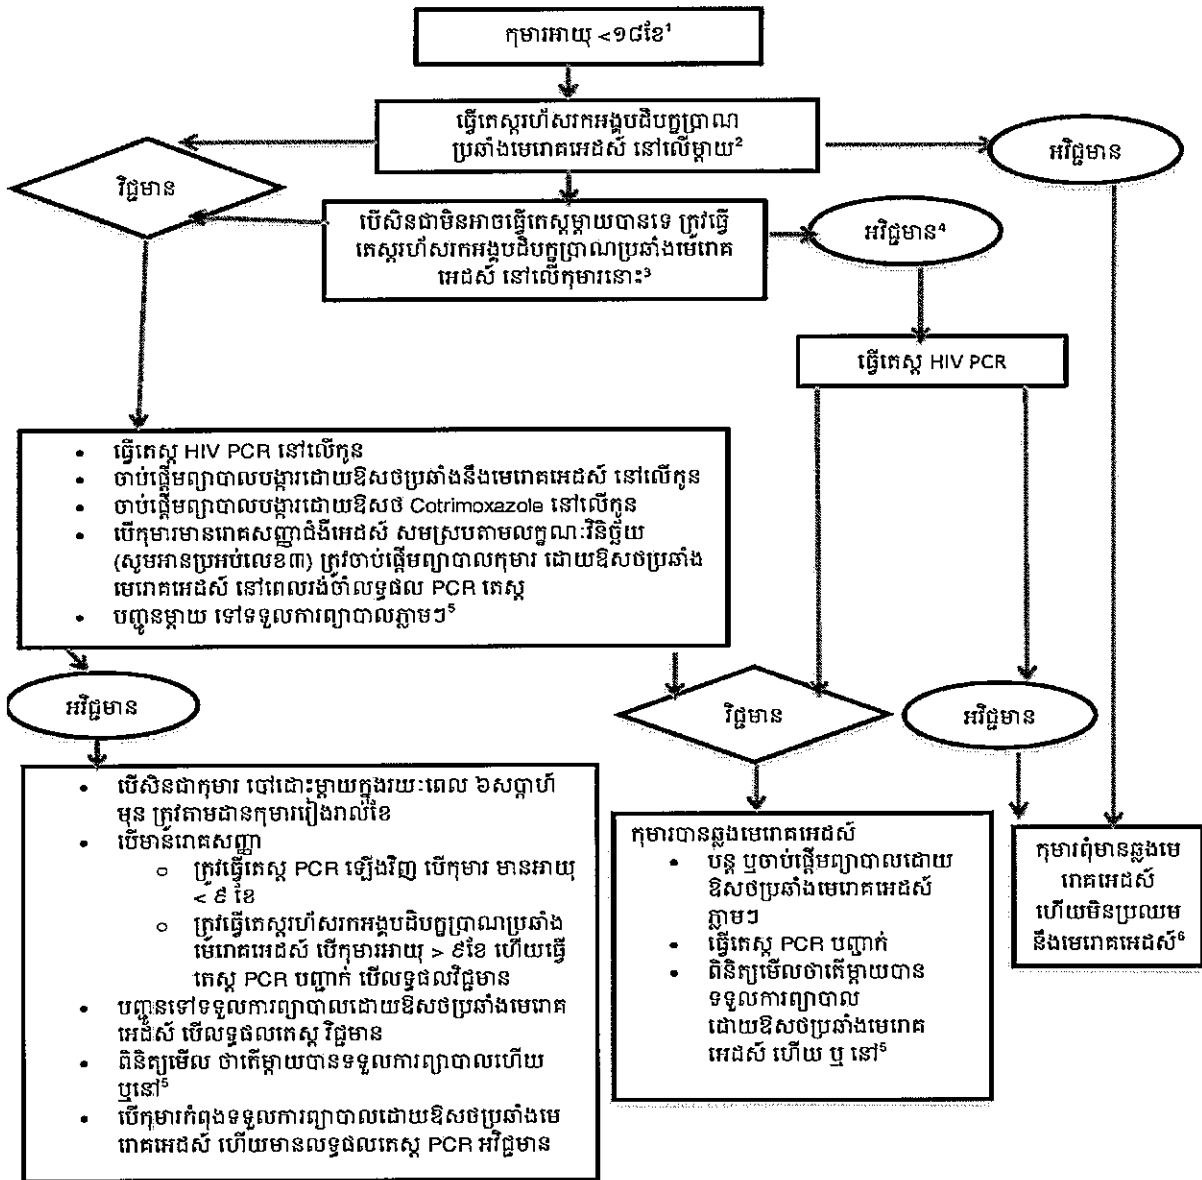 កុមារអាយុ <១៨ខែ¹
ធ្វើតេស្តរហ័សរកអង្គបដិបក្ខប្រាណ
ប្រឆាំងមេរោគអេដស៍ នៅលើម្តាយ²
អវិជ្ជមាន
វិជ្ជមាន
បើសិនជាមិនអាចធ្វើតេស្តម្តាយបានទេ ត្រូវធ្វើ
តេស្តរហ័សរកអង្គបដិបក្ខប្រាណប្រឆាំងមេរោគ
អេដស៍ នៅលើកុមារនោះ³
អវិជ្ជមាន⁴
ធ្វើតេស្ត HIV PCR
• ធ្វើតេស្ត HIV PCR នៅលើកូន
• ចាប់ផ្តើមព្យាបាលបង្ការដោយឱសថប្រឆាំងនឹងមេរោគអេដស៍ នៅលើកូន
• ចាប់ផ្តើមព្យាបាលបង្ការដោយឱសថ Cotrimoxazole នៅលើកូន
• បើកុមារមានរោគសញ្ញាជំងឺអេដស៍ សមស្របតាមលក្ខណៈវិនិច្ឆ័យ
(សូមអានប្រអប់លេខ៣) ត្រូវចាប់ផ្តើមព្យាបាលកុមារ ដោយឱសថប្រឆាំង
មេរោគអេដស៍ នៅពេលរង់ចាំលទ្ធផល PCR តេស្ត
• បញ្ជូនម្តាយ ទៅទទួលការព្យាបាលភ្លាមៗ⁵
អវិជ្ជមាន
វិជ្ជមាន
អវិជ្ជមាន
• បើសិនជាកុមារ បៅដោះម្តាយក្នុងរយៈពេល ៦សប្តាហ៍
មុន ត្រូវតាមដានកុមាររៀងរាល់ខែ
• បើមានរោគសញ្ញា
o ត្រូវធ្វើតេស្ត PCR ឡើងវិញ បើកុមារ មានអាយុ
< ៩ ខែ
o ត្រូវធ្វើតេស្តរហ័សរកអង្គបដិបក្ខប្រាណប្រឆាំង
មេរោគអេដស៍ បើកុមារអាយុ > ៩ខែ ហើយធ្វើ
តេស្ត PCR បញ្ជាក់ បើលទ្ធផលវិជ្ជមាន
• បញ្ជូនទៅទទួលការព្យាបាលដោយឱសថប្រឆាំងមេរោគ
អេដស៍ បើលទ្ធផលតេស្ត វិជ្ជមាន
• ពិនិត្យមើល ថាតើម្តាយបានទទួលការព្យាបាលហើយ
ឬនៅ⁵
• បើកុមារកំពុងទទួលការព្យាបាលដោយឱសថប្រឆាំងមេ
រោគអេដស៍ ហើយមានលទ្ធផលតេស្ត PCR អវិជ្ជមាន
កុមារបានឆ្លងមេរោគអេដស៍
• បន្ត ឬចាប់ផ្តើមព្យាបាលដោយ
ឱសថប្រឆាំងមេរោគអេដស៍
ភ្លាមៗ
• ធ្វើតេស្ត PCR បញ្ជាក់
• ពិនិត្យមើលថាតើម្តាយបាន
ទទួលការព្យាបាល
ដោយឱសថប្រឆាំងមេរោគ
អេដស៍ ហើយ ឬ នៅ⁵
កុមារពុំមានឆ្លងមេ
រោគអេដស៍
ហើយមិនប្រឈម
នឹងមេរោគអេដស៍⁶